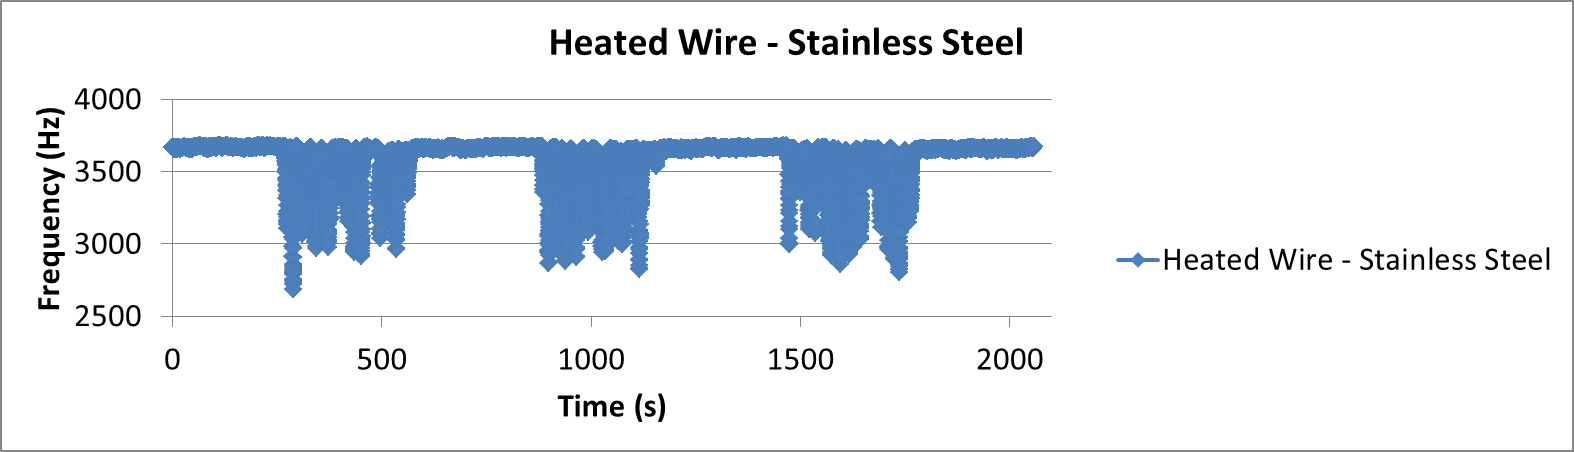 Heated Wire - Stainless Steel
4000
3500
3000
2500
Frequency (Hz)
0 500 1000 1500 2000
Time (s)
Heated Wire - Stainless Steel